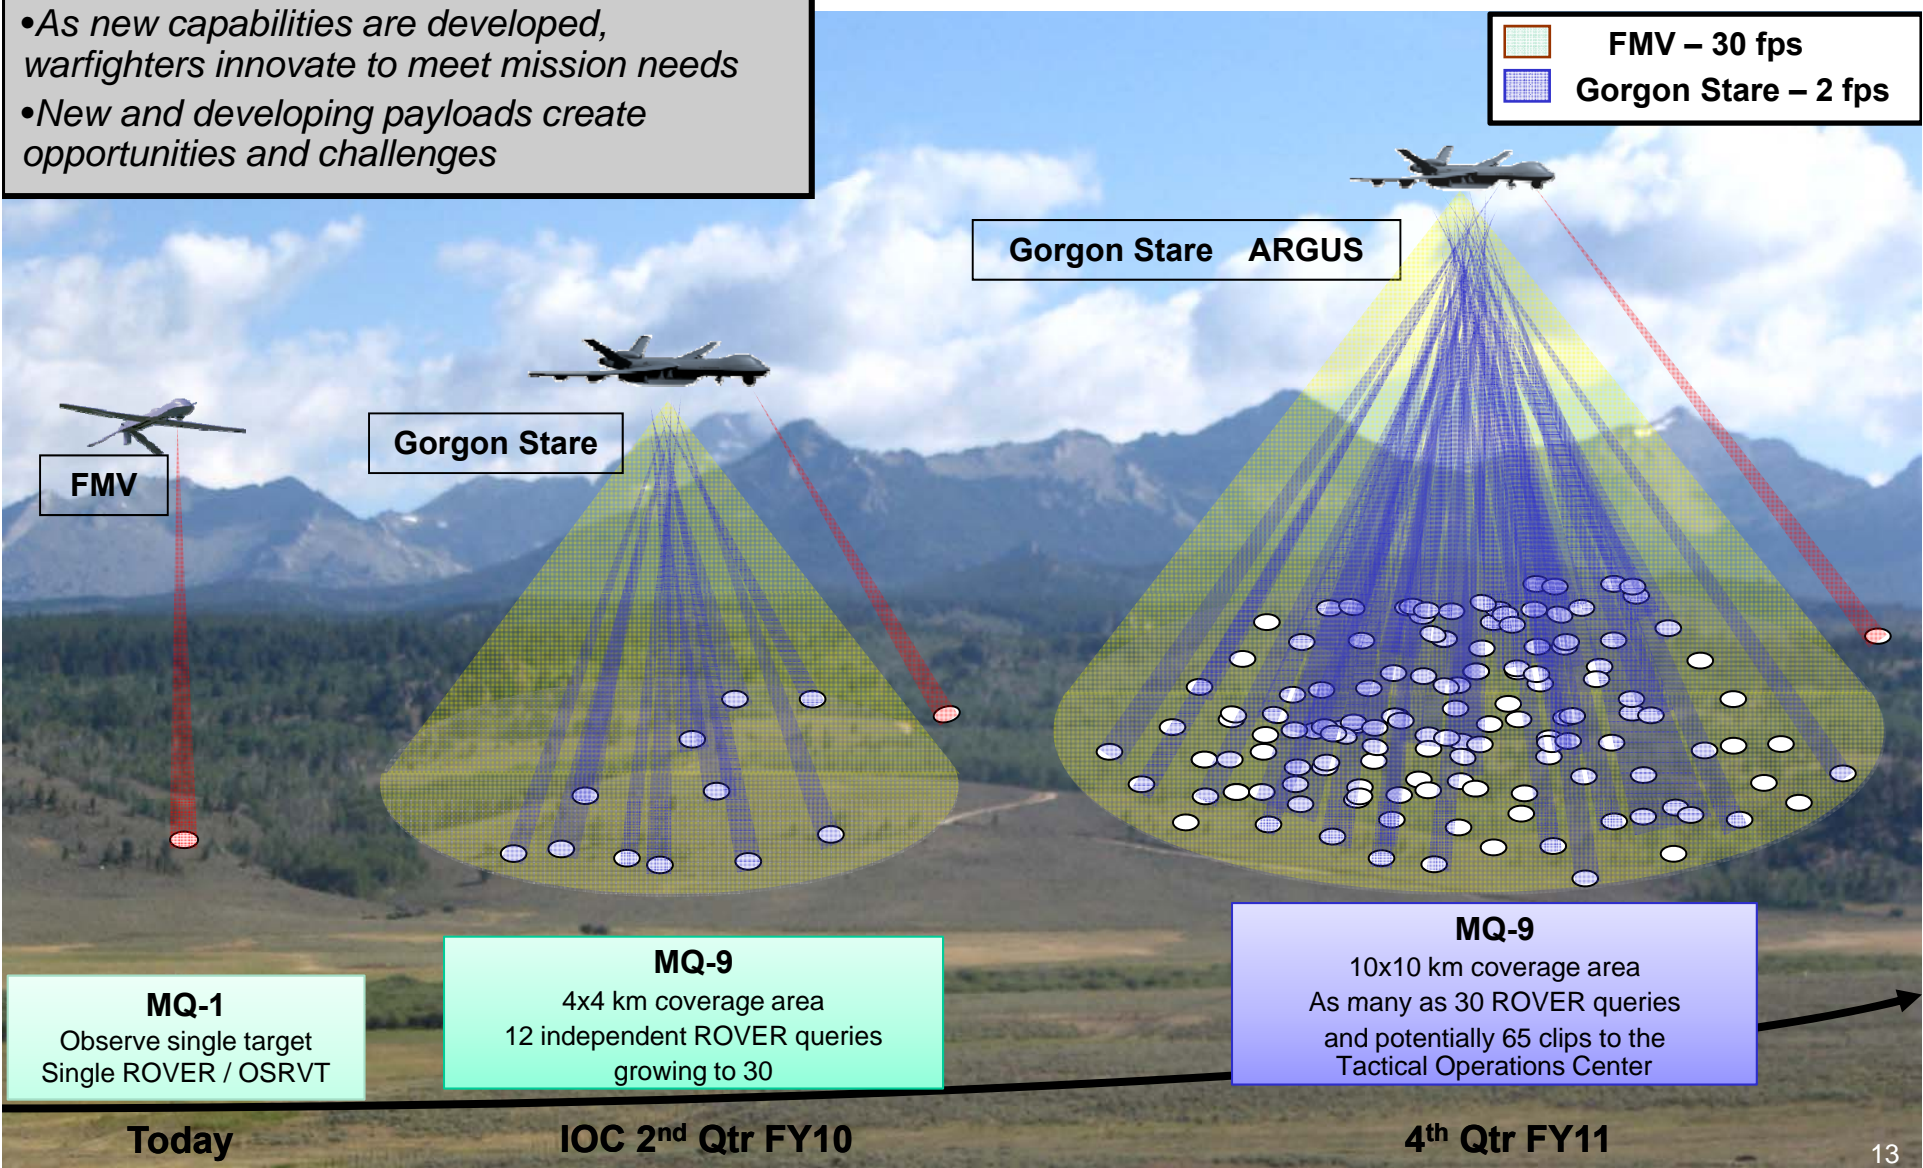 •As new capabilities are developed,
warfighters innovate to meet mission needs
•New and developing payloads create
opportunities and challenges
FMV – 30 fps
Gorgon Stare – 2 fps
Gorgon Stare ARGUS
Gorgon Stare
FMV
MQ-1
Observe single target
Single ROVER / OSRVT
MQ-9
4x4 km coverage area
12 independent ROVER queries
growing to 30
MQ-9
10x10 km coverage area
As many as 30 ROVER queries
and potentially 65 clips to the
Tactical Operations Center
Today
IOC 2nd Qtr FY10
4th Qtr FY11
13